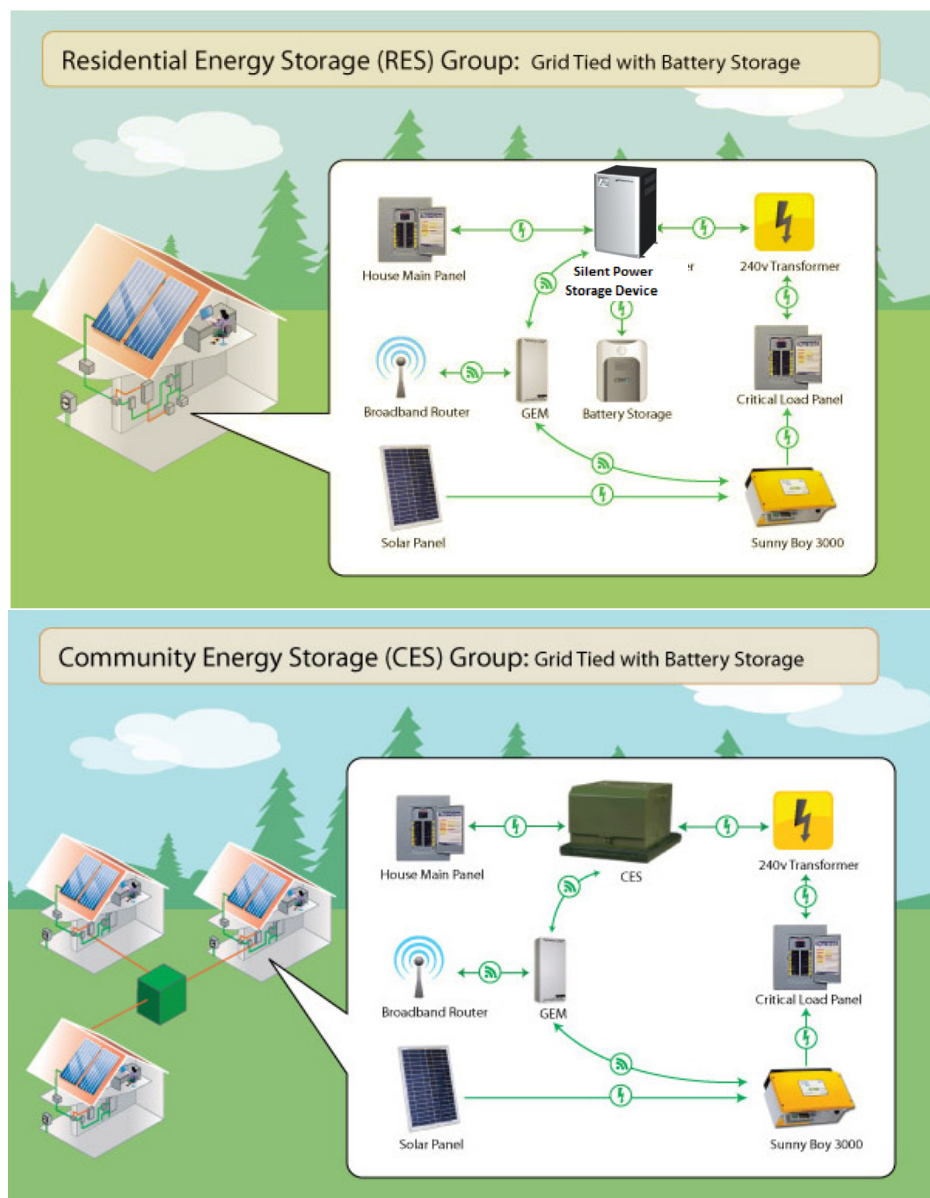 Residential Energy Storage (RES) Group: Grid Tied with Battery Storage
House Main Panel
Silent Power
Storage Device
240v Transformer
Broadband Router
GEM
Battery Storage
Critical Load Panel
Solar Panel
Sunny Boy 3000
Community Energy Storage (CES) Group: Grid Tied with Battery Storage
House Main Panel
CES
240v Transformer
Broadband Router
GEM
Critical Load Panel
Solar Panel
Sunny Boy 3000